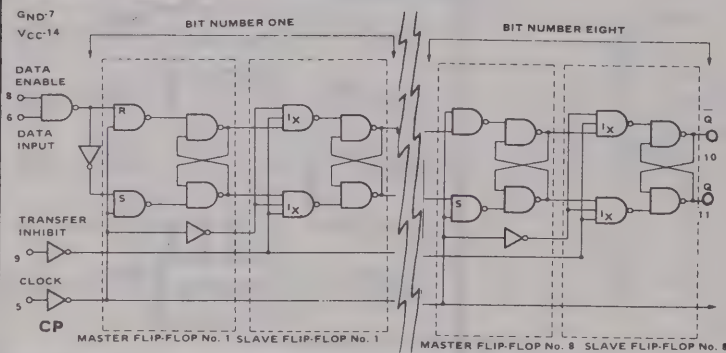 GND-7
VCC-14
BIT NUMBER ONE
BIT NUMBER EIGHT
DATA
ENABLE
8
6
DATA
INPUT
R
S
IX
IX
S
IX
IX
Q
10
Q
11
TRANSFER
INHIBIT
9
CLOCK
5
CP
MASTER FLIP-FLOP No. 1
SLAVE FLIP-FLOP No. 1
MASTER FLIP-FLOP No. 8
SLAVE FLIP-FLOP No. 8